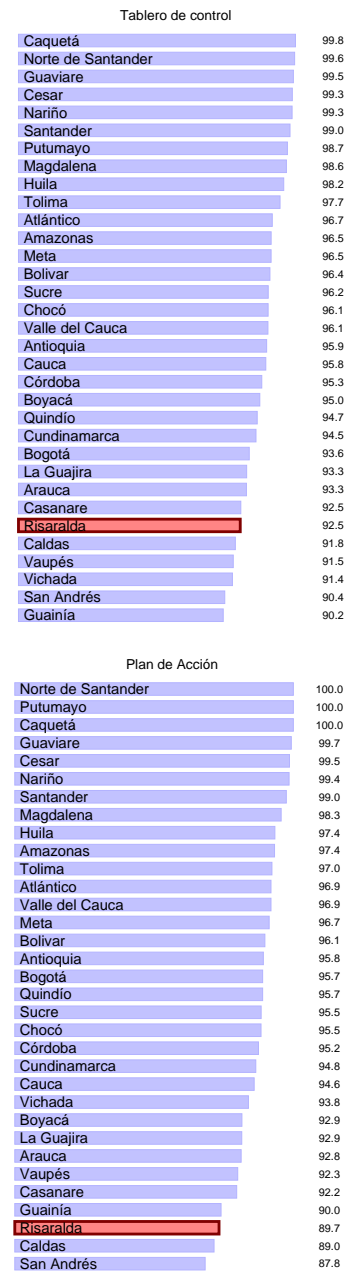 Tablero de control
Caquetá 99.8
Norte de Santander 99.6
Guaviare 99.5
Cesar 99.3
Nariño 99.3
Santander 99.0
Putumayo 98.7
Magdalena 98.6
Huila 98.2
Tolima 97.7
Atlántico 96.7
Amazonas 96.5
Meta 96.5
Bolivar 96.4
Sucre 96.2
Chocó 96.1
Valle del Cauca 96.1
Antioquia 95.9
Cauca 95.8
Córdoba 95.3
Boyacá 95.0
Quindío 94.7
Cundinamarca 94.5
Bogotá 93.6
La Guajira 93.3
Arauca 93.3
Casanare 92.5
Risaralda 92.5
Caldas 91.8
Vaupés 91.5
Vichada 91.4
San Andrés 90.4
Guainía 90.2
Plan de Acción
Norte de Santander 100.0
Putumayo 100.0
Caquetá 100.0
Guaviare 99.7
Cesar 99.5
Nariño 99.4
Santander 99.0
Magdalena 98.3
Huila 97.4
Amazonas 97.4
Tolima 97.0
Atlántico 96.9
Valle del Cauca 96.9
Meta 96.7
Bolivar 96.1
Antioquia 95.8
Bogotá 95.7
Quindío 95.7
Sucre 95.5
Chocó 95.5
Córdoba 95.2
Cundinamarca 94.8
Cauca 94.6
Vichada 93.8
Boyacá 92.9
La Guajira 92.9
Arauca 92.8
Vaupés 92.3
Casanare 92.2
Guainía 90.0
Risaralda 89.7
Caldas 89.0
San Andrés 87.8